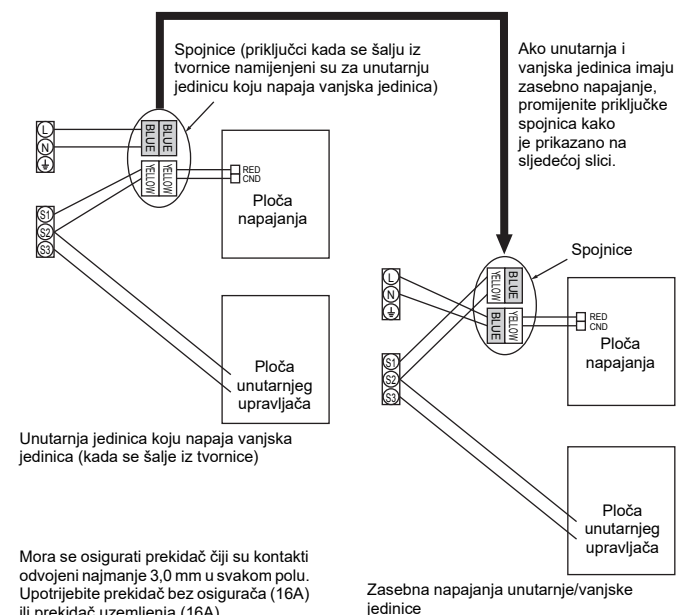 Spojnice (priključci kada se šalju iz
tvornice namijenjeni su za unutarnju
jedinicu koju napaja vanjska jedinica)
Ako unutarnja i
vanjska jedinica imaju
zasebno napajanje,
promijenite priključke
spojnica kako
je prikazano na
sljedećoj slici.
L
N
BLUE
BLUE
YELLOW
YELLOW
RED
CND
Ploča
napajanja
S1
S2
S3
Ploča
unutarnjeg
upravljača
Unutarnja jedinica koju napaja vanjska
jedinica (kada se šalje iz tvornice)
Spojnice
L
N
YELLOW
BLUE
BLUE
YELLOW
RED
CND
Ploča
napajanja
S1
S2
S3
Ploča
unutarnjeg
upravljača
Zasebna napajanja unutarnje/vanjske
jedinice
Mora se osigurati prekidač čiji su kontakti
odvojeni najmanje 3,0 mm u svakom polu.
Upotrijebite prekidač bez osigurača (16A)
ili prekidač uzemljenja (16A)